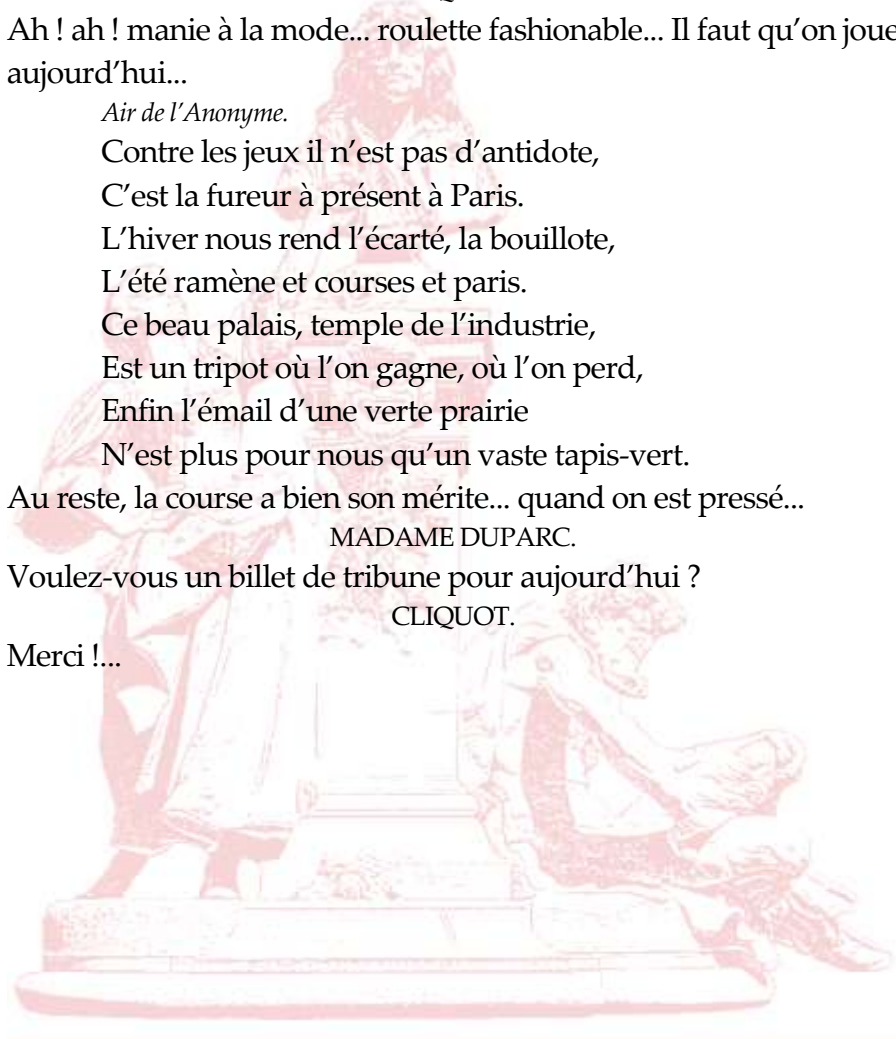 Ah ! ah ! manie à la mode... roulette fashionable... Il faut qu’on joue
aujourd’hui...
Air de l’Anonyme.
Contre les jeux il n’est pas d’antidote,
C’est la fureur à présent à Paris.
L’hiver nous rend l’écarté, la bouillote,
L’été ramène et courses et paris.
Ce beau palais, temple de l’industrie,
Est un tripot où l’on gagne, où l’on perd,
Enfin l’émail d’une verte prairie
N’est plus pour nous qu’un vaste tapis-vert.
Au reste, la course a bien son mérite... quand on est pressé...
MADAME DUPARC.
Voulez-vous un billet de tribune pour aujourd’hui ?
CLIQUOT.
Merci !...